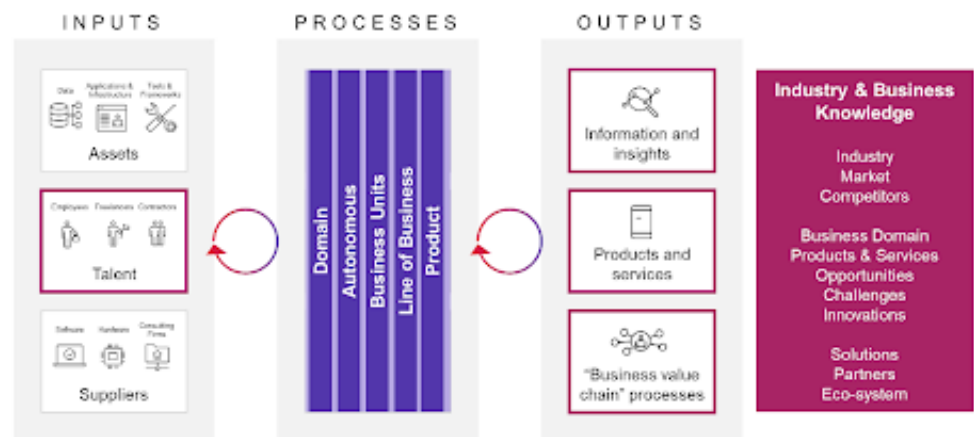 INPUTS
PROCESSES
OUTPUTS
Data
Applications &
Infrastructure
Tools &
Frameworks
Assets
Employees
Freelancers
Contractors
Talent
Software
Hardware
Consulting
Firms
Suppliers
Domain
Autonomous
Business Units
Line of Business
Product
Information and
insights
Products and
services
"Business value
chain" processes
Industry & Business
Knowledge
Industry
Market
Competitors
Business Domain
Products & Services
Opportunities
Challenges
Innovations
Solutions
Partners
Eco-system